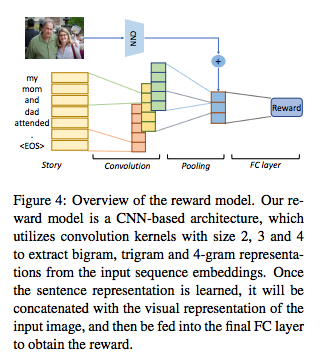 CNN
+
my
mom
and
dad
attended
.
<EOS>
Reward
Story Convolution Pooling FC layer
Figure 4: Overview of the reward model. Our re-
ward model is a CNN-based architecture, which
utilizes convolution kernels with size 2, 3 and 4
to extract bigram, trigram and 4-gram representa-
tions from the input sequence embeddings. Once
the sentence representation is learned, it will be
concatenated with the visual representation of the
input image, and then be fed into the final FC layer
to obtain the reward.